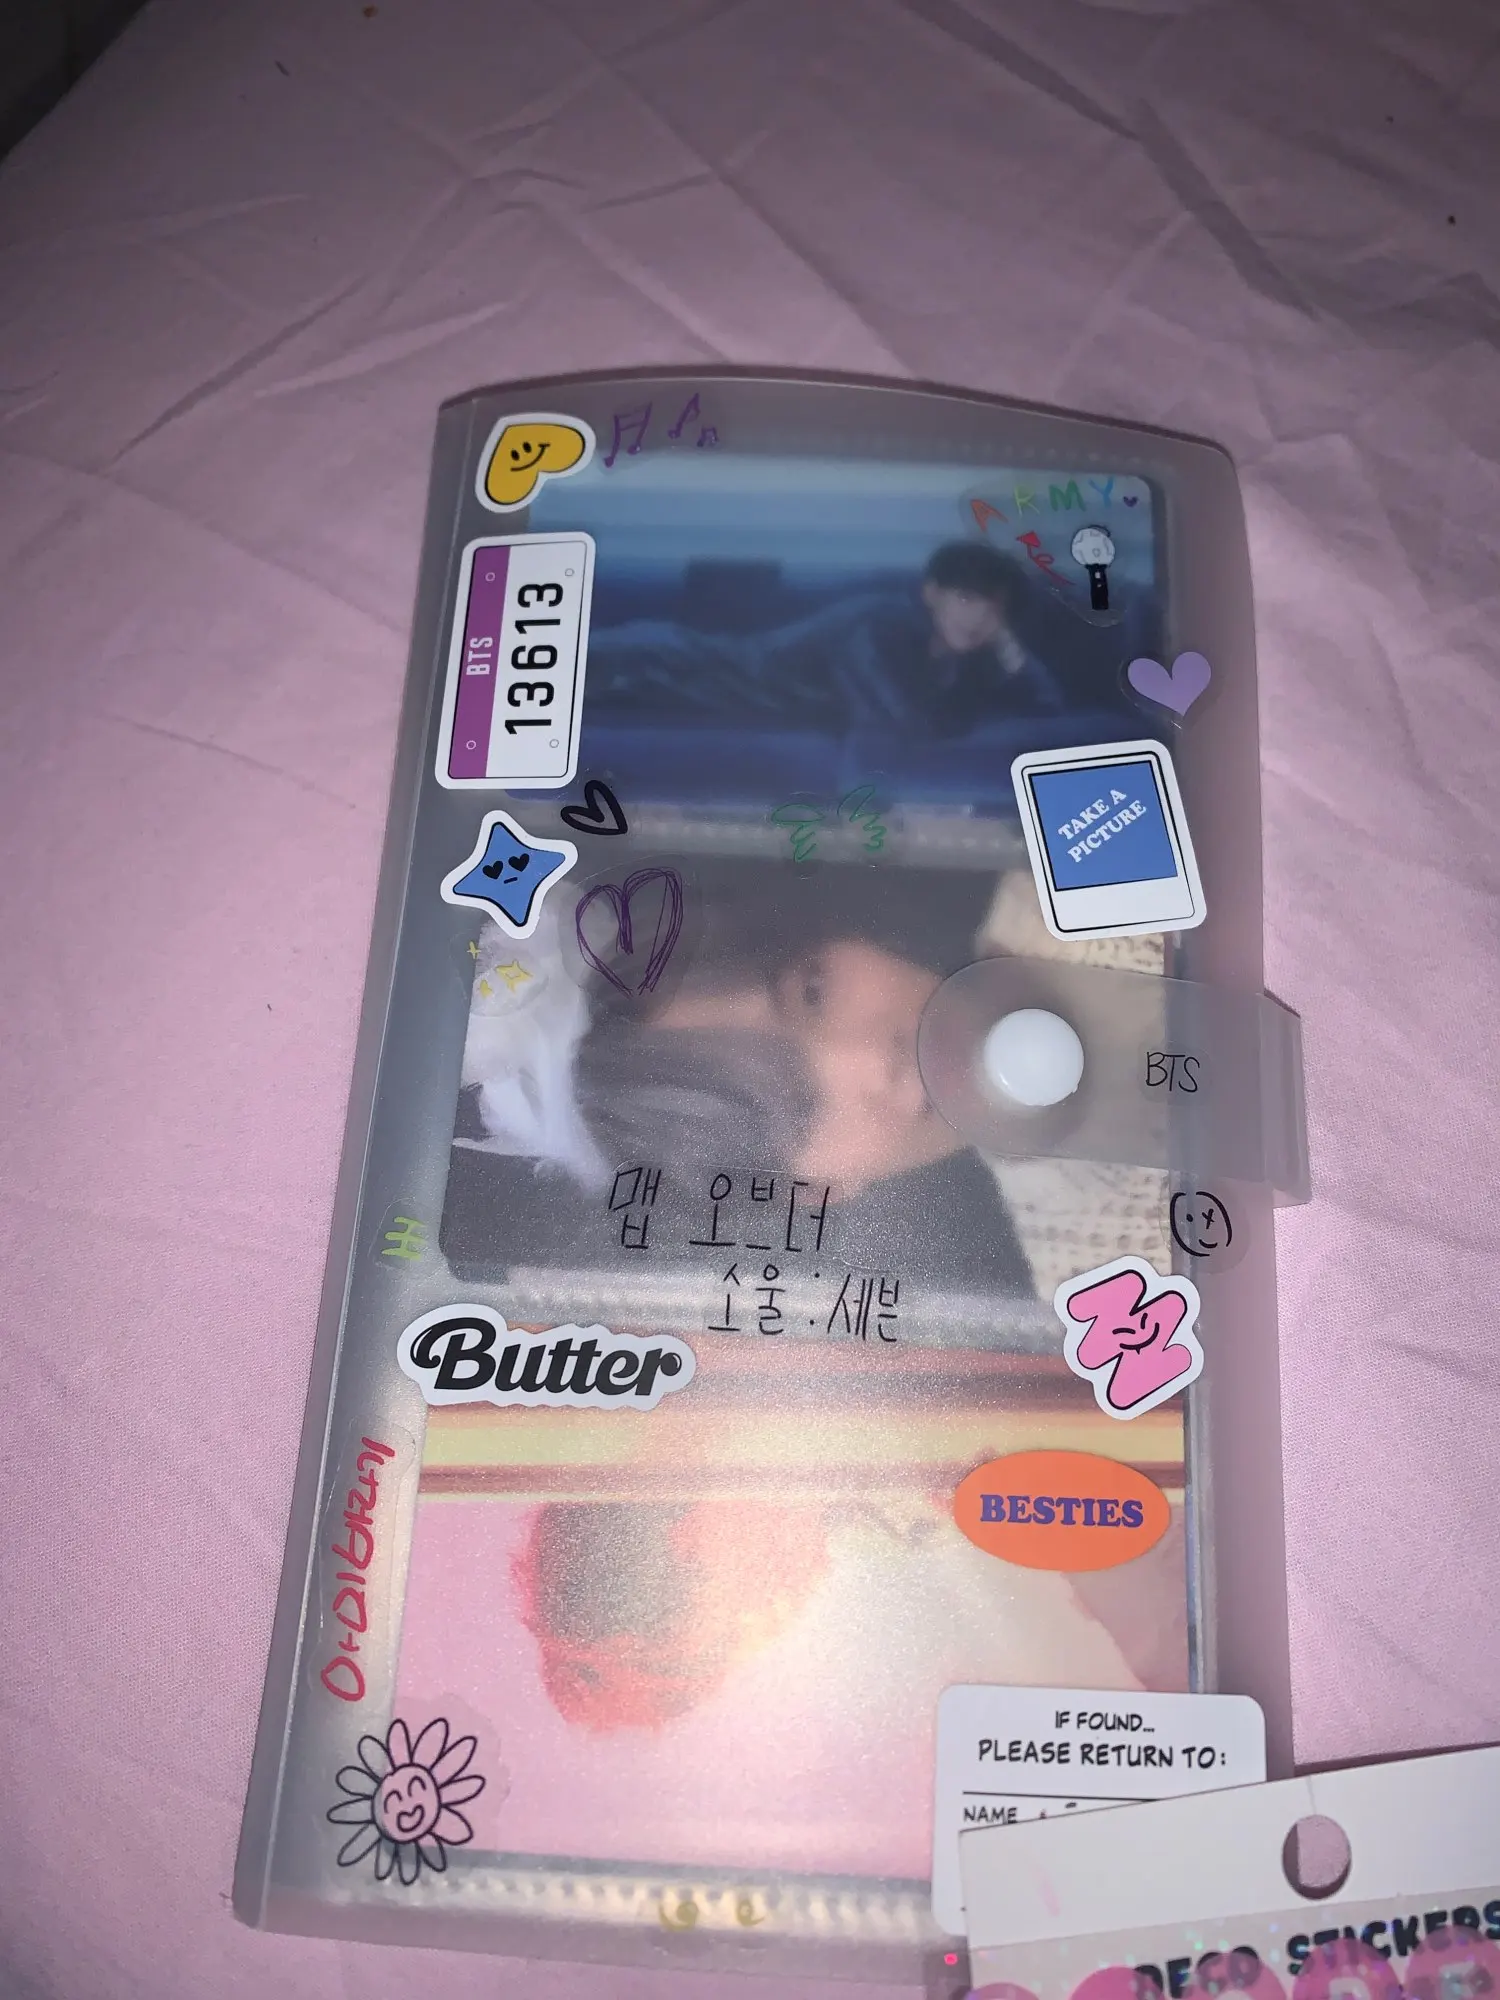 ARMY
BTS
13613
TAKE A
PICTURE
BTS
맵 오브 더
소울 : 세븐
Butter
BESTIES
IF FOUND...
PLEASE RETURN TO:
NAME
DECO STICKERS